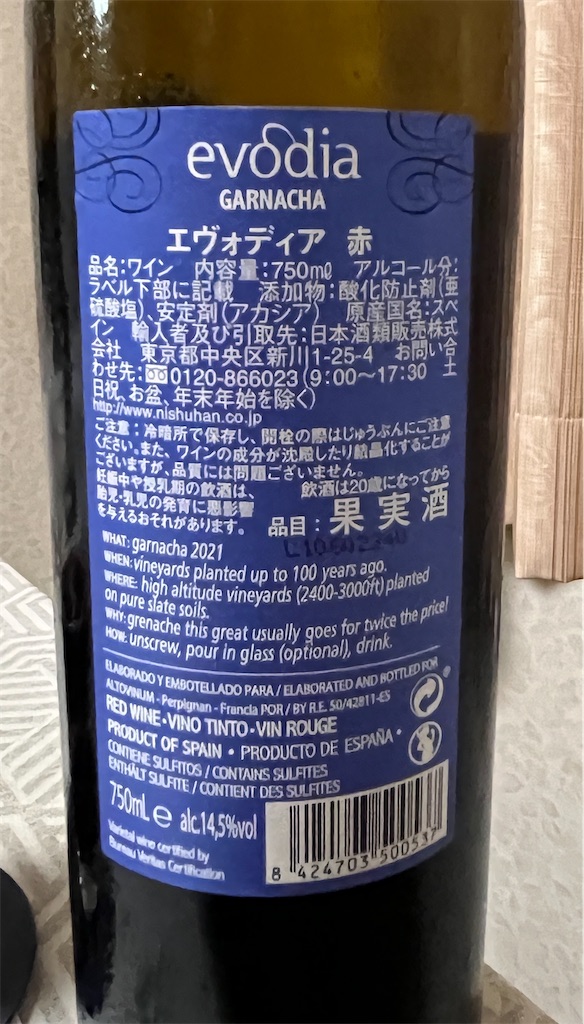 evodia
GARNACHA
エヴォディア 赤
品名:ワイン 内容量:750mℓ アルコール分:
ラベル下部に記載 添加物:酸化防止剤(亜
硫酸塩)、安定剤(アカシア) 原産国名:スペ
イン 輸入者及び引取先:日本酒類販売株式
会社 東京都中央区新川1-25-4 お問い合
わせ先:0120-866023(9:00〜17:30 土
日祝、お盆、年末年始を除く)
http://www.nishuhan.co.jp
ご注意:冷暗所で保存し、開栓の際はじゅうぶんにご注意
ください。また、ワインの成分が沈殿したり結晶化することが
ございますが、品質には問題ございません。
妊娠中や授乳期の飲酒は、 飲酒は20歳になってから
胎児・乳児の発育に悪影響
を与えるおそれがあります。
品目:果実酒
WHAT: garnacha 2021
WHEN: vineyards planted up to 100 years ago.
WHERE: high altitude vineyards (2400-3000ft) planted
on pure slate soils.
WHY: grenache this great usually goes for twice the price!
HOW: unscrew, pour in glass (optional), drink.
ELABORADO Y EMBOTELLADO PARA / ELABORATED AND BOTTLED FOR
ALTOVINUM - Perpignan - Francia POR / BY R.E. 50/42811-ES
RED WINE • VINO TINTO • VIN ROUGE
PRODUCT OF SPAIN • PRODUCTO DE ESPAÑA •
CONTIENE SULFITOS / CONTAINS SULFITES
ENTHÄLT SULFITE / CONTIENT DES SULFITES
750mL e alc.14,5%vol
Varietal wine certified by
Bureau Veritas Certification
8 424703 500537